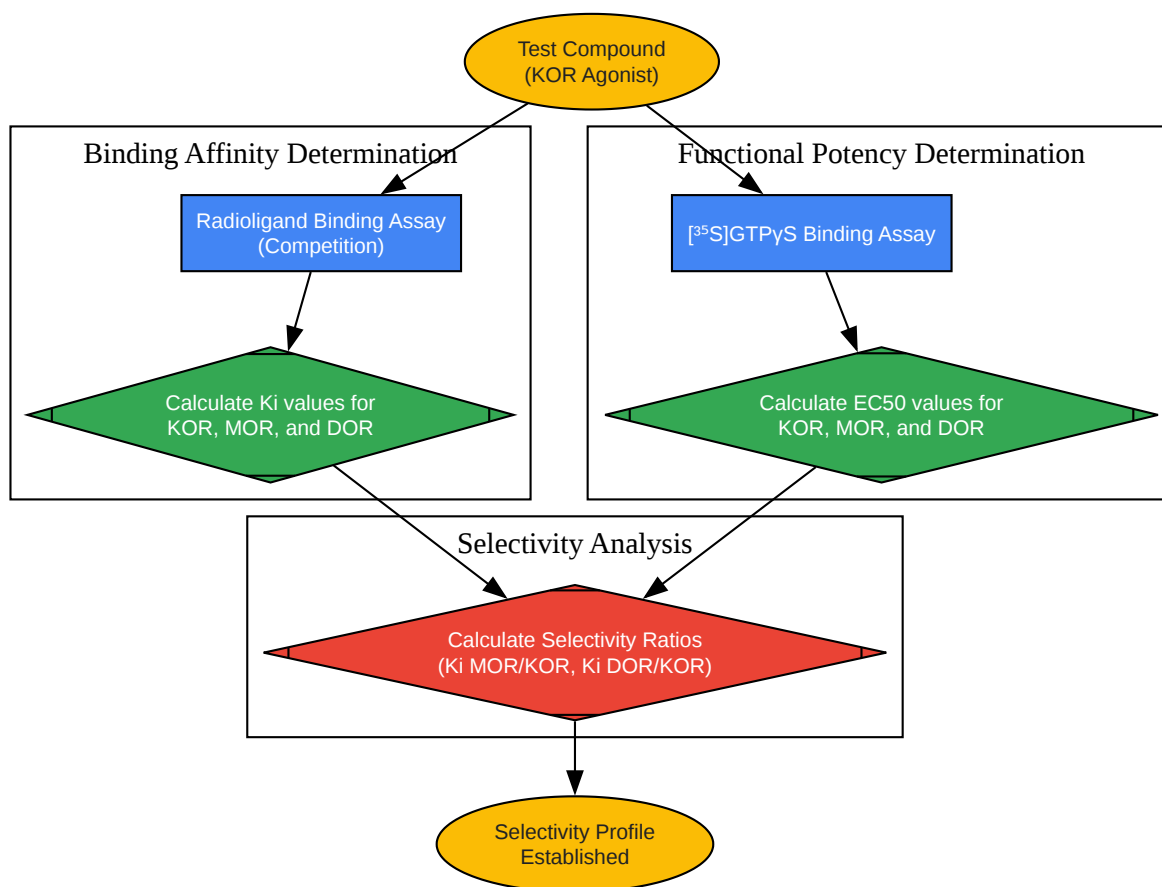 Test Compound
(KOR Agonist)
Binding Affinity Determination
Functional Potency Determination
Radioligand Binding Assay
(Competition)
[³⁵S]GTPγS Binding Assay
Calculate Ki values for
KOR, MOR, and DOR
Calculate EC50 values for
KOR, MOR, and DOR
Selectivity Analysis
Calculate Selectivity Ratios
(Ki MOR/KOR, Ki DOR/KOR)
Selectivity Profile
Established